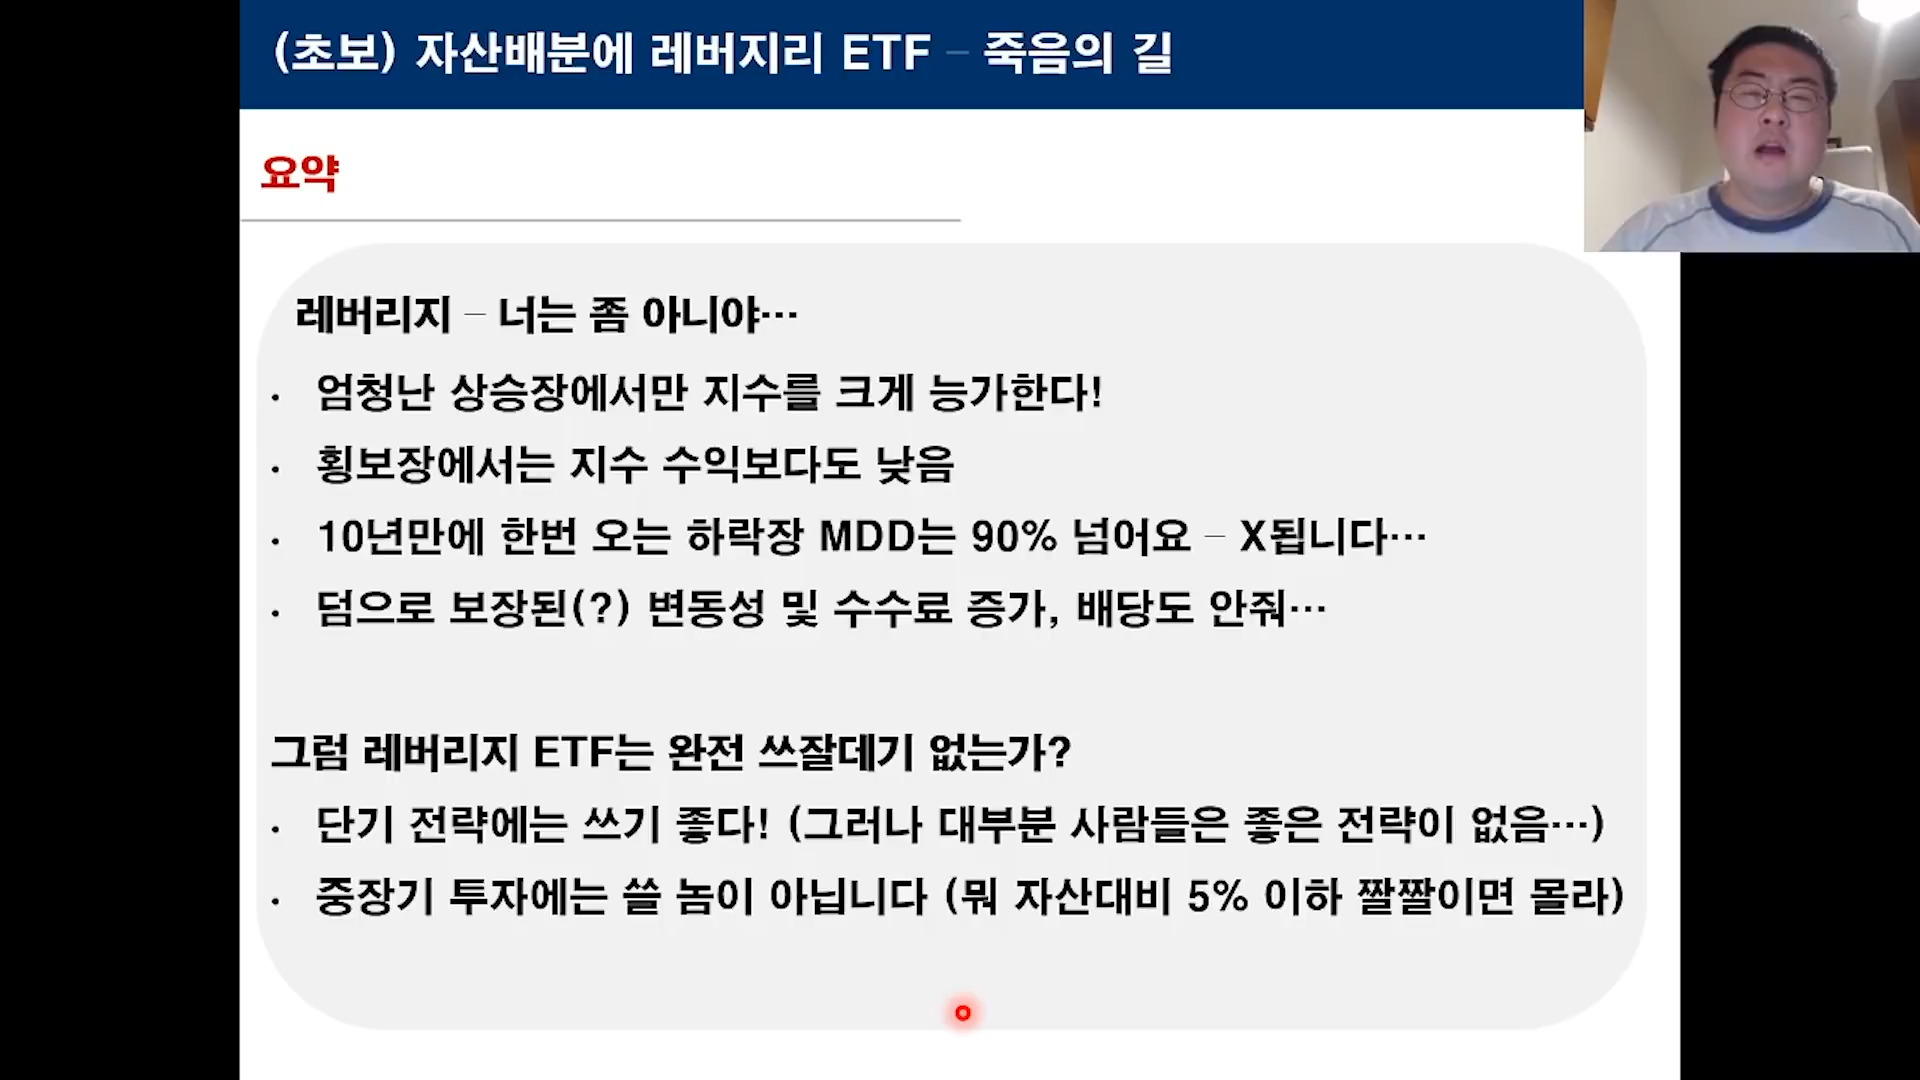 (초보) 자산배분에 레버지리 ETF – 죽음의 길
요약
레버리지 – 너는 좀 아니야…
• 엄청난 상승장에서만 지수를 크게 능가한다!
• 횡보장에서는 지수 수익보다도 낮음
• 10년만에 한번 오는 하락장 MDD는 90% 넘어요 – X됩니다…
• 덤으로 보장된(?) 변동성 및 수수료 증가, 배당도 안줘…
그럼 레버리지 ETF는 완전 쓰잘데기 없는가?
• 단기 전략에는 쓰기 좋다! (그러나 대부분 사람들은 좋은 전략이 없음…)
• 중장기 투자에는 쓸 놈이 아닙니다 (뭐 자산대비 5% 이하 짤짤이면 몰라)